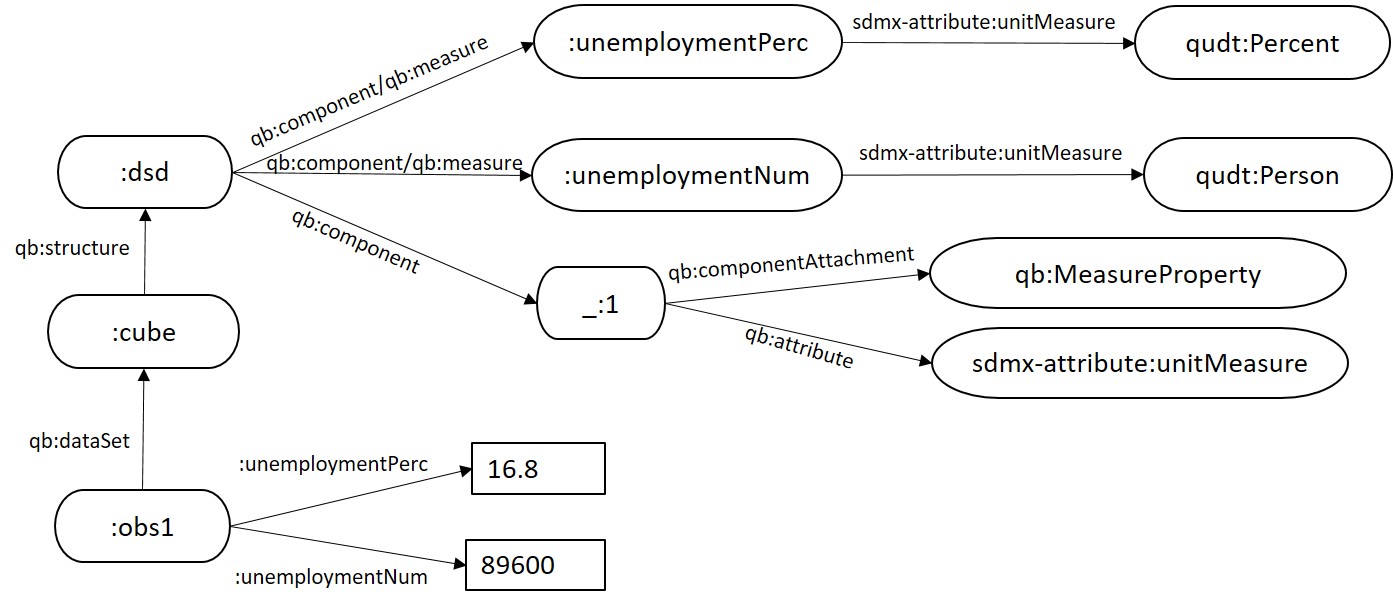 sdmx-attribute:unitMeasure
:unemploymentPerc
qudt:Percent
qb:component/qb:measure
:dsd
qb:component/qb:measure
:unemploymentNum
sdmx-attribute:unitMeasure
qudt:Person
qb:component
qb:structure
_:1
qb:componentAttachment
qb:MeasureProperty
qb:attribute
sdmx-attribute:unitMeasure
:cube
qb:dataSet
:unemploymentPerc
16.8
:obs1
:unemploymentNum
89600